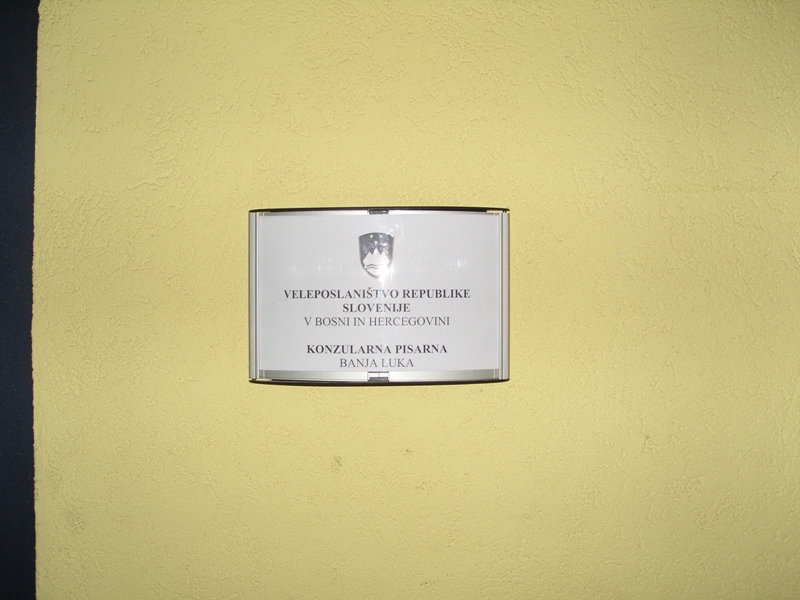 VELEPOSLANIŠTVO REPUBLIKE
SLOVENIJE
V BOSNI IN HERCEGOVINI
KONZULARNA PISARNA
BANJA LUKA